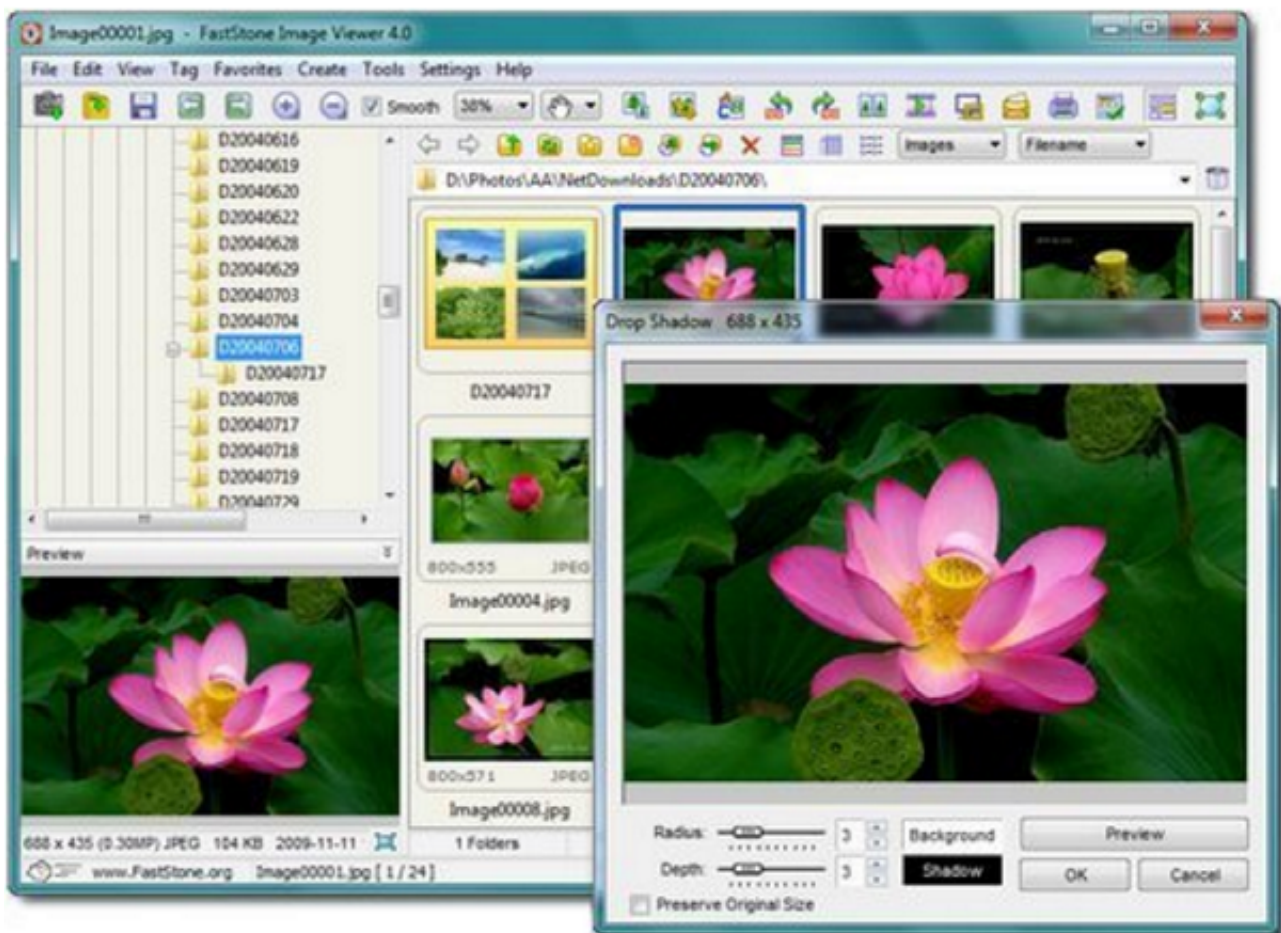 Image00001.jpg - FastStone Image Viewer 4.0
File Edit View Tag Favorites Create Tools Settings Help
Smooth 38%
Images Filename
D:\Photos\AA\NetDownloads\D20040706\
D20040616
D20040619
D20040620
D20040622
D20040628
D20040629
D20040703
D20040704
D20040706
D20040717
D20040708
D20040717
D20040718
D20040719
D20040729
Preview
688 x 435 (0.30MP) JPEG 104 KB 2009-11-11
www.FastStone.org Image00001.jpg [ 1 / 24 ]
D20040717
800x555 JPEG
Image00004.jpg
800x571 JPEG
Image00008.jpg
1 Folders
Drop Shadow 688 x 435
Radius: 3 Background Preview
Depth: 3 Shadow OK Cancel
Preserve Original Size